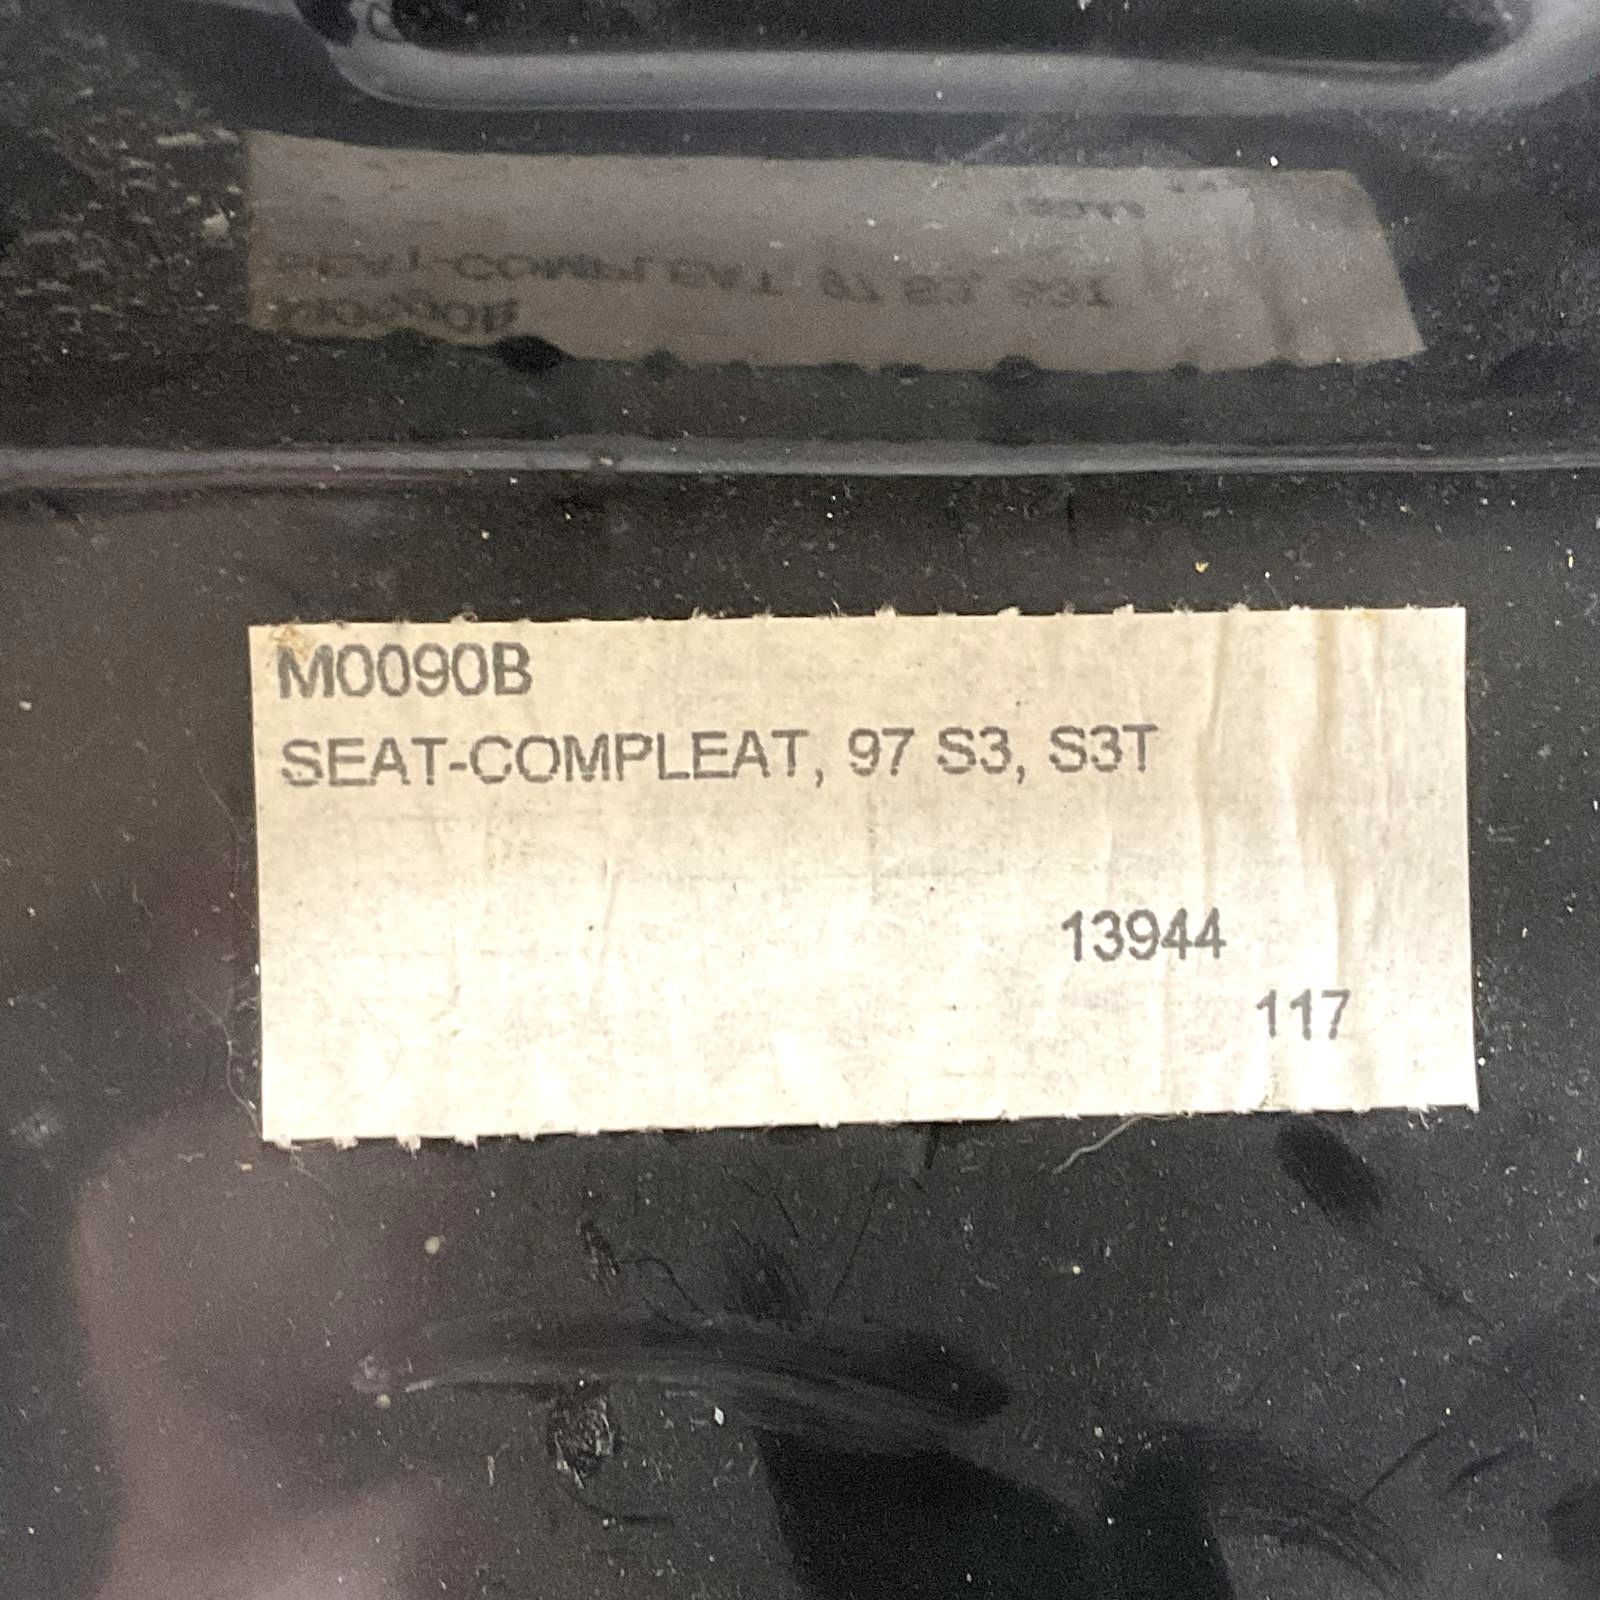 M0090B
SEAT-COMPLEAT, 97 S3, S3T
13944
117